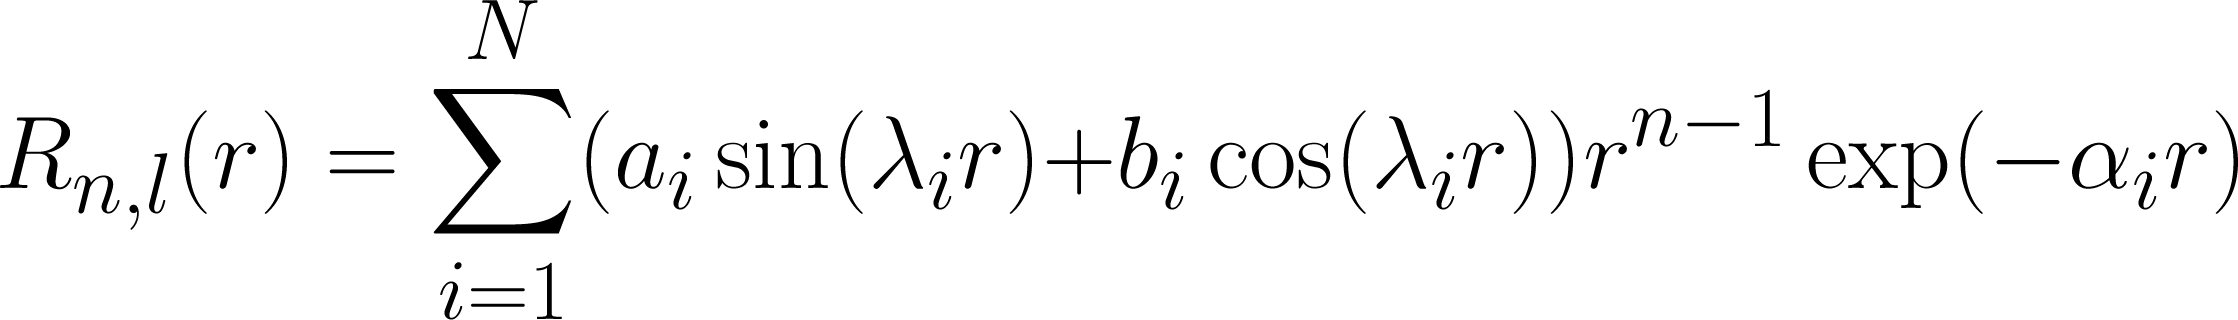 R_{n,l}(r) = \sum_{i=1}^{N} (a_i \sin(\lambda_i r) + b_i \cos(\lambda_i r)) r^{n-1} \exp(-\alpha_i r)